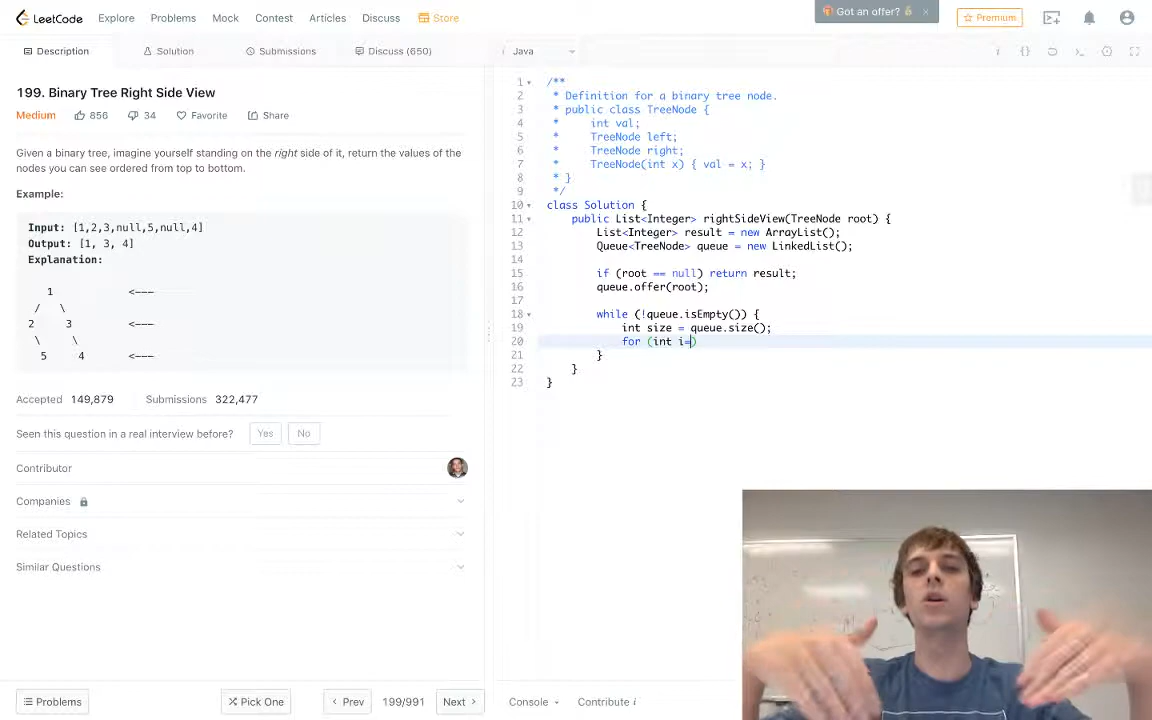 LeetCode Explore Problems Mock Contest Articles Discuss Store Got an offer? × Premium
Description Solution Submissions Discuss (650) Java
199. Binary Tree Right Side View
Medium 856 34 Favorite Share
Given a binary tree, imagine yourself standing on the right side of it, return the values of the
nodes you can see ordered from top to bottom.
Example:
Input: [1,2,3,null,5,null,4]
Output: [1, 3, 4]
Explanation:
1 <---
/ \
2 3 <---
\ \
5 4 <---
Accepted 149,879 Submissions 322,477
Seen this question in a real interview before? Yes No
Contributor
Companies
Related Topics
Similar Questions
Problems Pick One Prev 199/991 Next
1 /**
2 * Definition for a binary tree node.
3 * public class TreeNode {
4 * int val;
5 * TreeNode left;
6 * TreeNode right;
7 * TreeNode(int x) { val = x; }
8 * }
9 */
10 class Solution {
11 public List<Integer> rightSideView(TreeNode root) {
12 List<Integer> result = new ArrayList();
13 Queue<TreeNode> queue = new LinkedList();
14
15 if (root == null) return result;
16 queue.offer(root);
17
18 while (!queue.isEmpty()) {
19 int size = queue.size();
20 for (int i=)
21 }
22 }
23 }
Console Contribute i